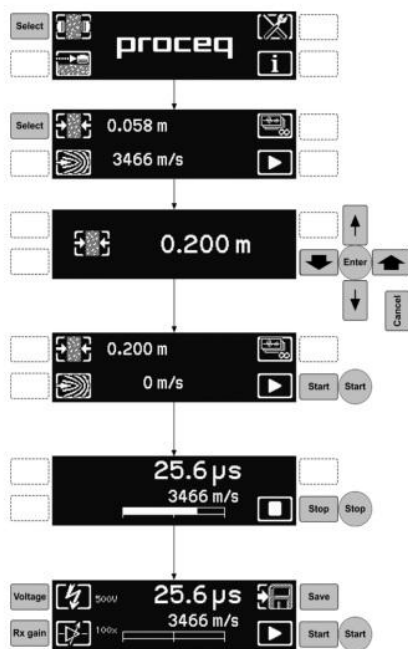 Select
proceq
i
Select
0.058 m
3466 m/s
0.200 m
Enter
Cancel
0.200 m
0 m/s
Start
Start
25.6 µs
3466 m/s
Stop
Stop
Voltage
500V
25.6 µs
Save
3466 m/s
Rx gain
100x
Start
Start